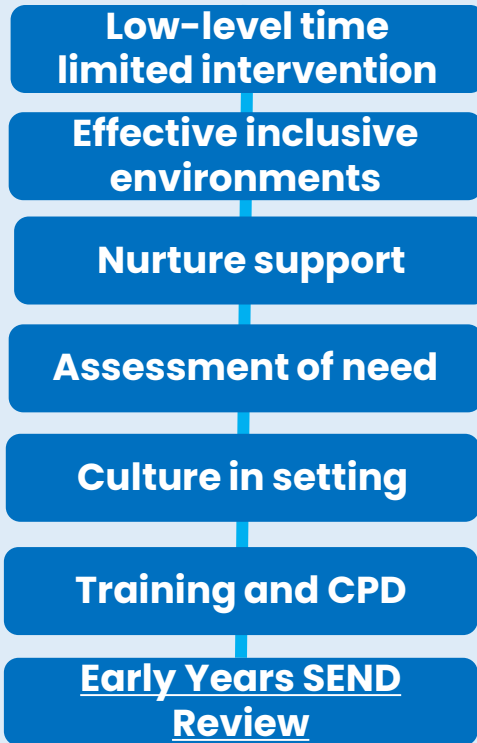 Low-level time
limited intervention
Effective inclusive
environments
Nurture support
Assessment of need
Culture in setting
Training and CPD
Early Years SEND
Review